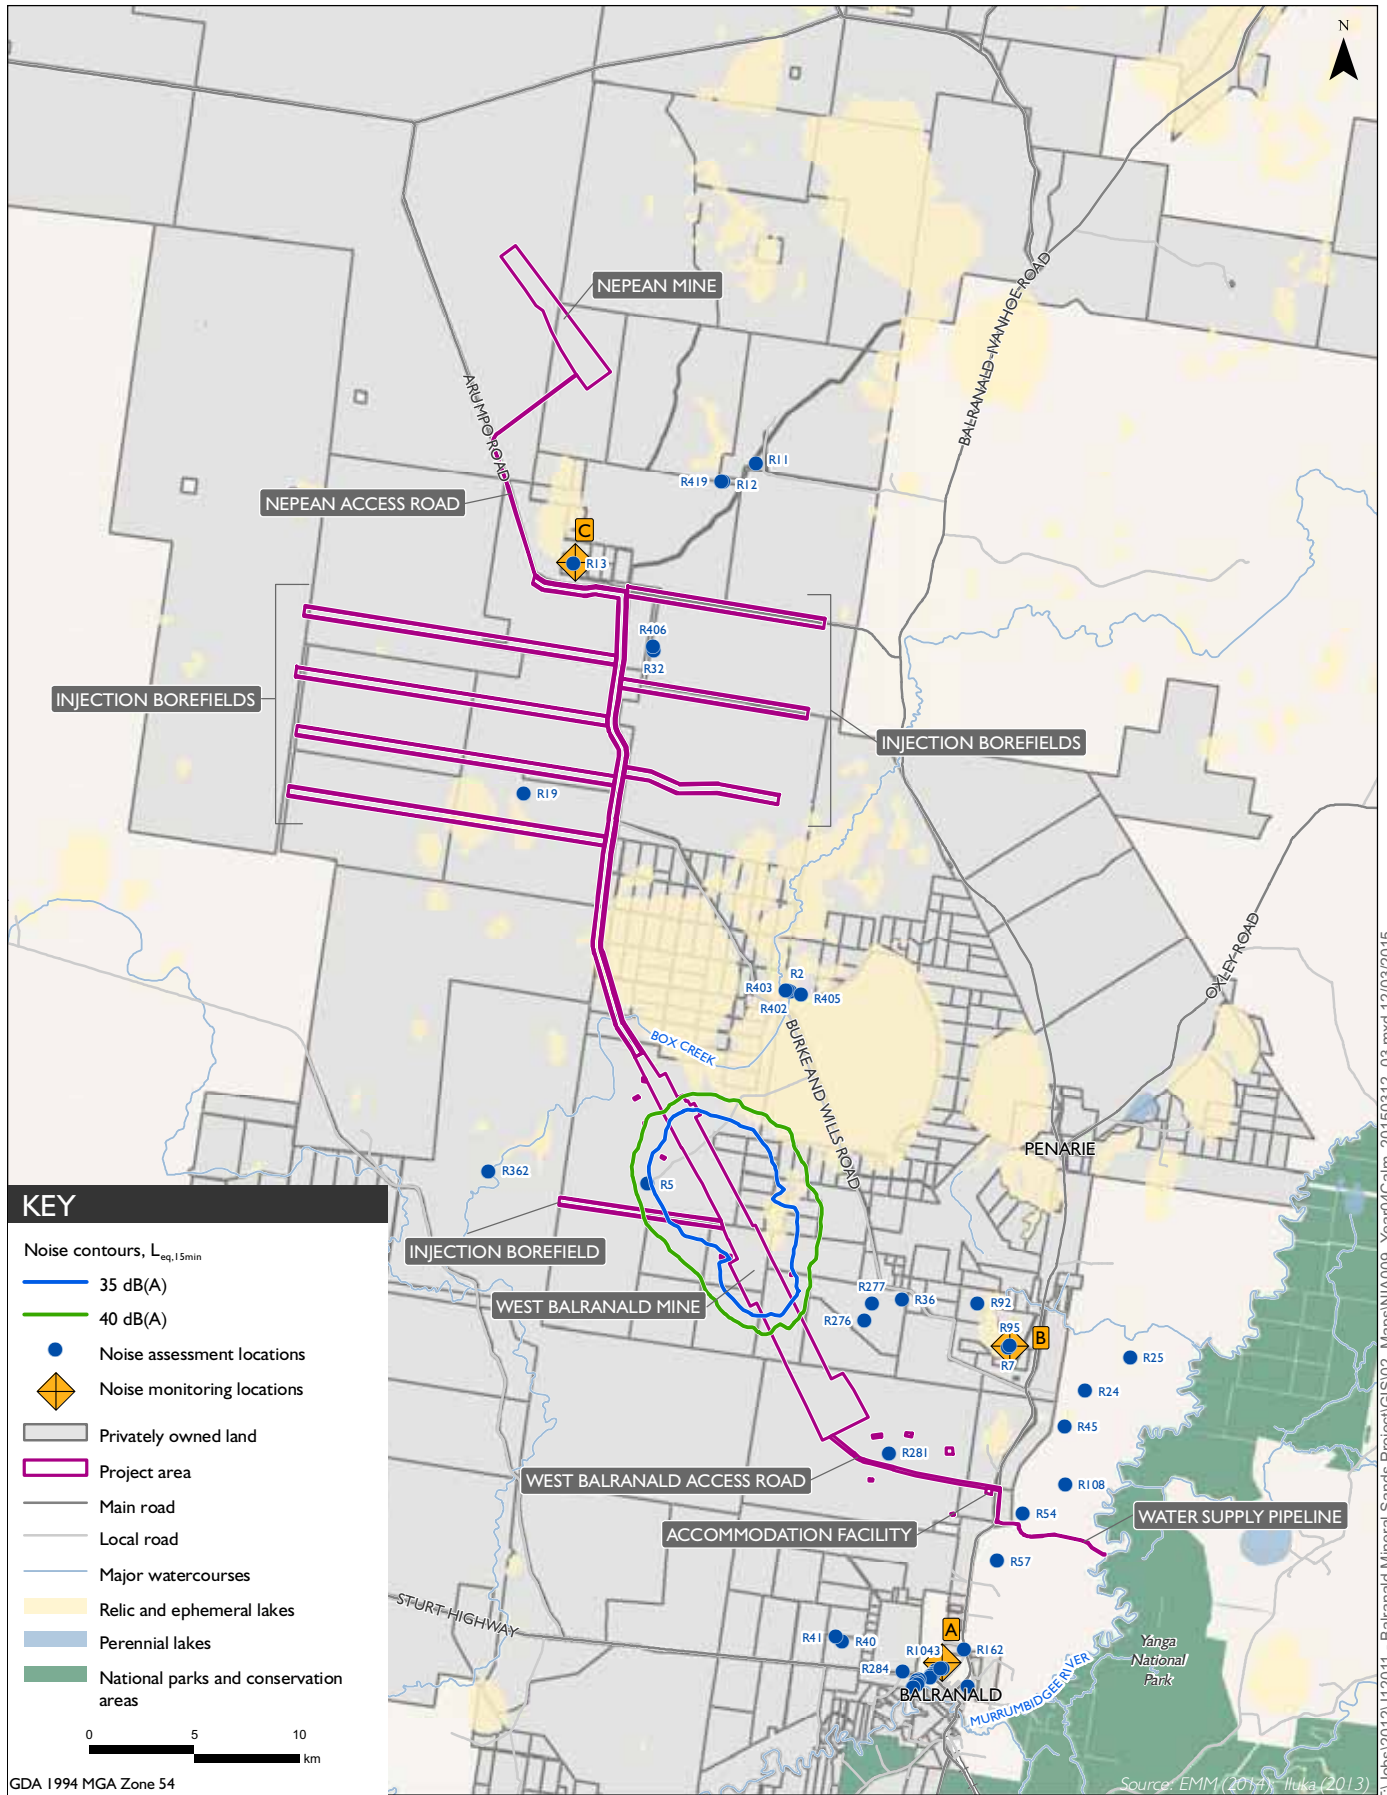 N
NEPEAN MINE
BALRANALD-IVANHOE ROAD
ARUMPO ROAD
R11
R419
R12
NEPEAN ACCESS ROAD
C
R13
R406
R32
INJECTION BOREFIELDS
INJECTION BOREFIELDS
R19
OXLEY ROAD
R2
R403
R405
R402
BOX CREEK
BURKE AND WILLS ROAD
PENARIE
R362
R5
INJECTION BOREFIELD
WEST BALRANALD MINE
R277
R36
R92
R276
R95
B
R7
R25
R24
R45
R281
WEST BALRANALD ACCESS ROAD
R108
R54
WATER SUPPLY PIPELINE
ACCOMMODATION FACILITY
R57
STURT HIGHWAY
A
R41
R40
R1043
R162
R284
BALRANALD
MURRUMBIDGEE RIVER
Yanga
National
Park
KEY
Noise contours, Leq,15min
35 dB(A)
40 dB(A)
Noise assessment locations
Noise monitoring locations
Privately owned land
Project area
Main road
Local road
Major watercourses
Relic and ephemeral lakes
Perennial lakes
National parks and conservation
areas
0 5 10
km
GDA 1994 MGA Zone 54
Source: EMM (2014); Iluka (2013)